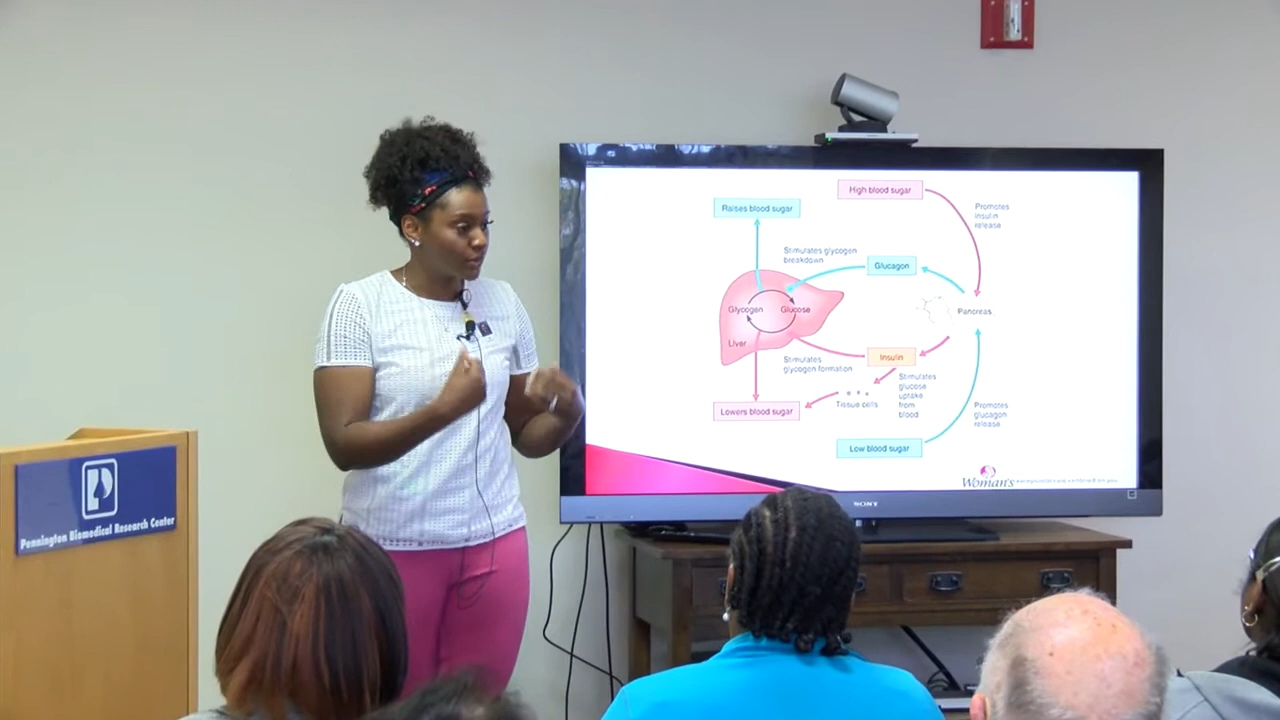 High blood sugar
Raises blood sugar
Promotes
insulin
release
Stimulates glycogen
breakdown
Glucagon
Glycogen
Glucose
Pancreas
Liver
Insulin
Stimulates
glycogen formation
Stimulates
glucose
uptake
from
blood
Tissue cells
Lowers blood sugar
Promotes
glucagon
release
Low blood sugar
Woman's
SONY
Pennington Biomedical Research Center